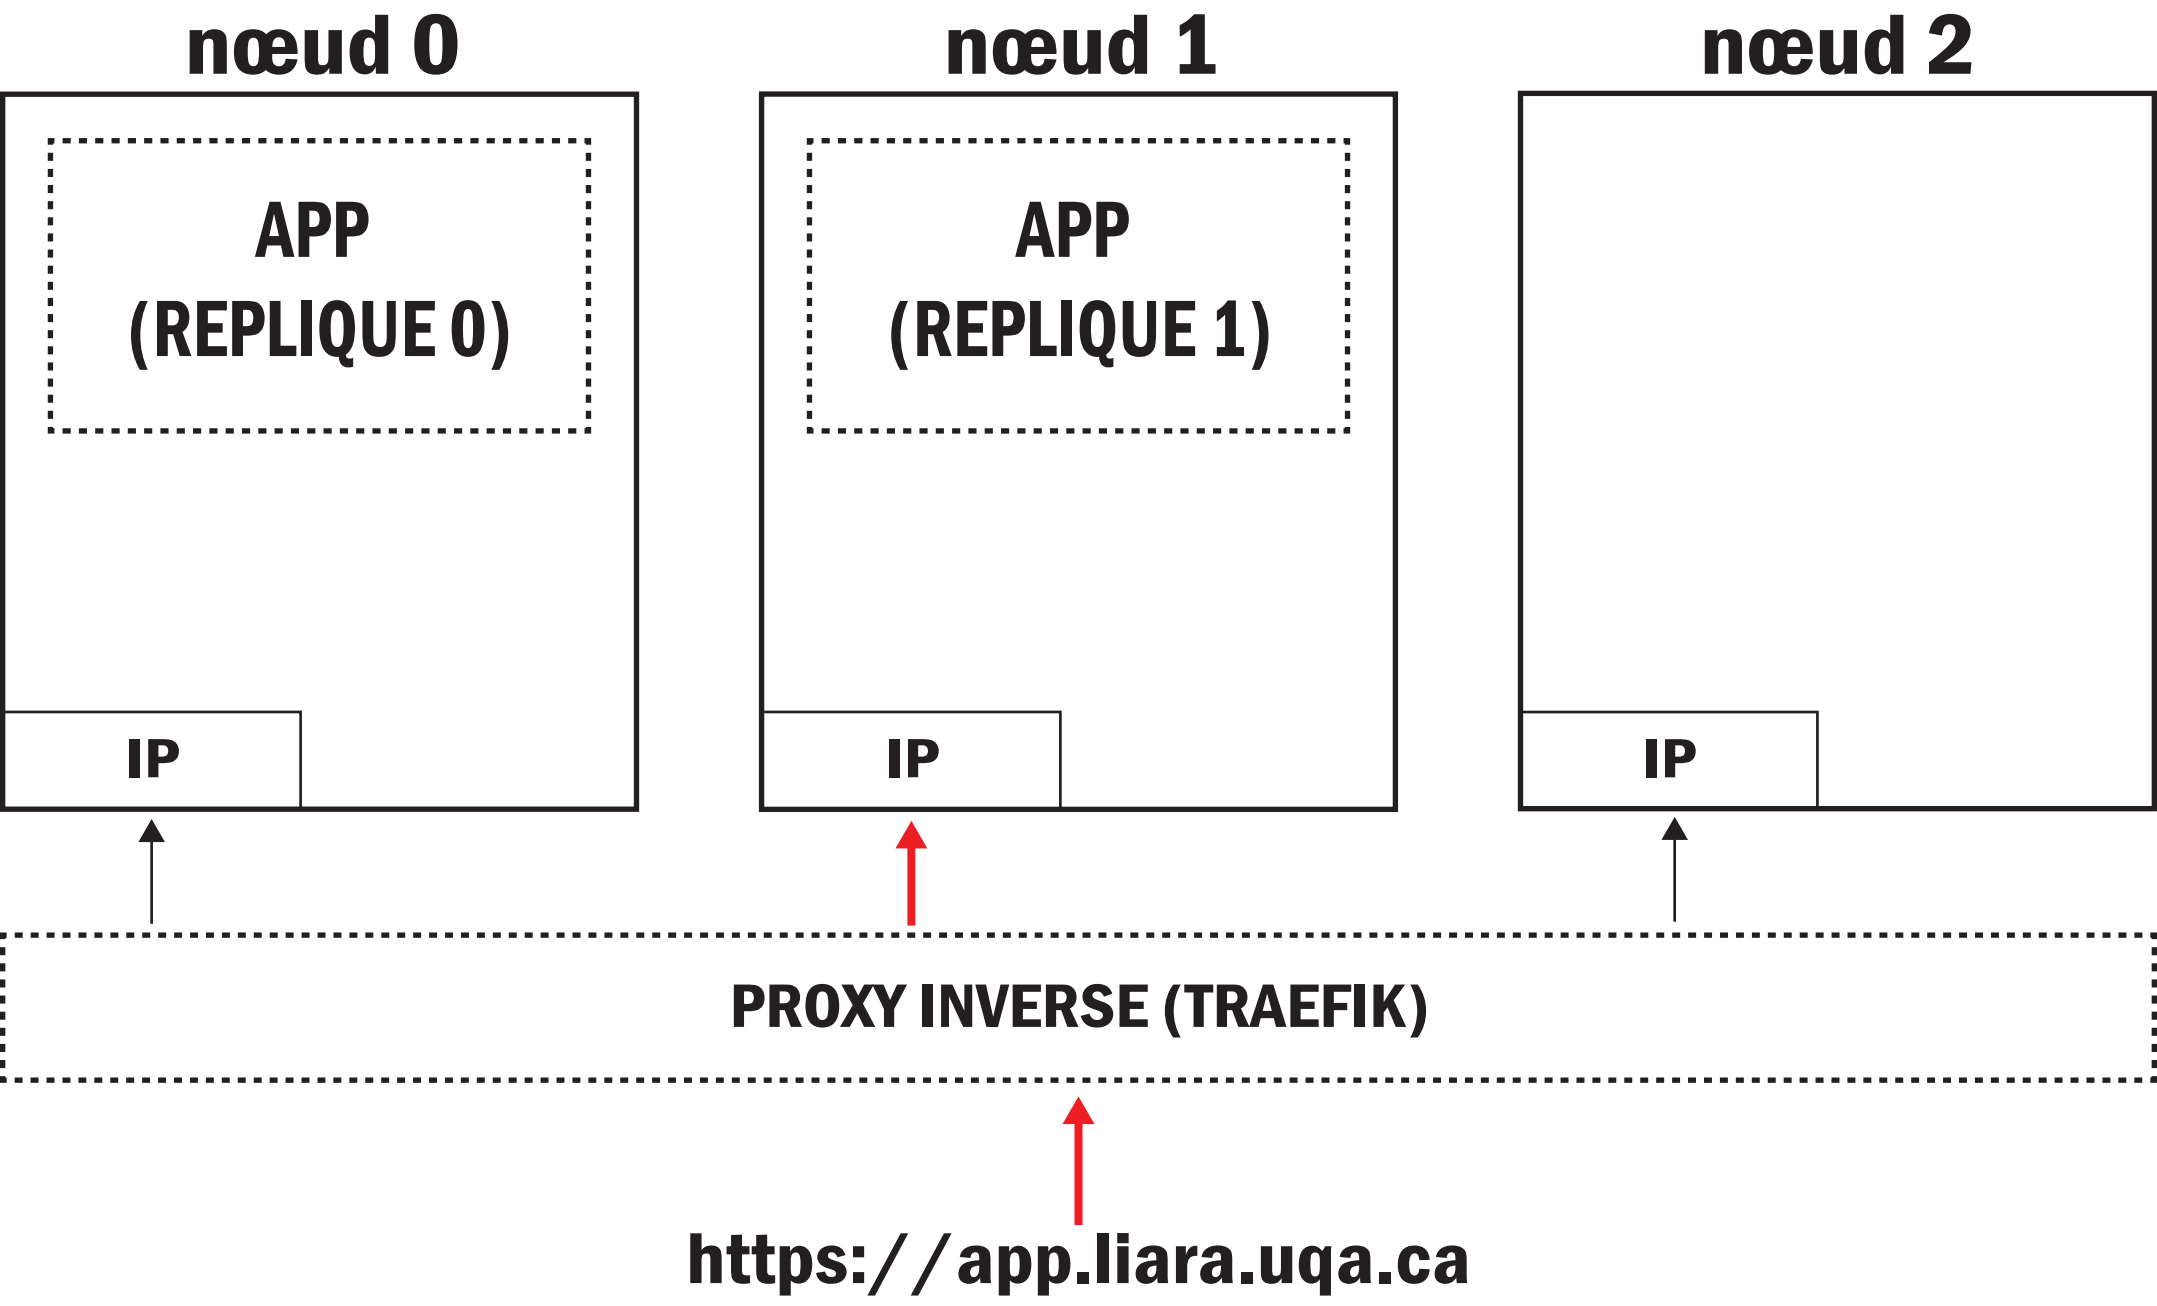 nœud 0
nœud 1
nœud 2
APP
(REPLIQUE 0)
APP
(REPLIQUE 1)
IP
IP
IP
PROXY INVERSE (TRAEFIK)
https://app.liara.uqa.ca